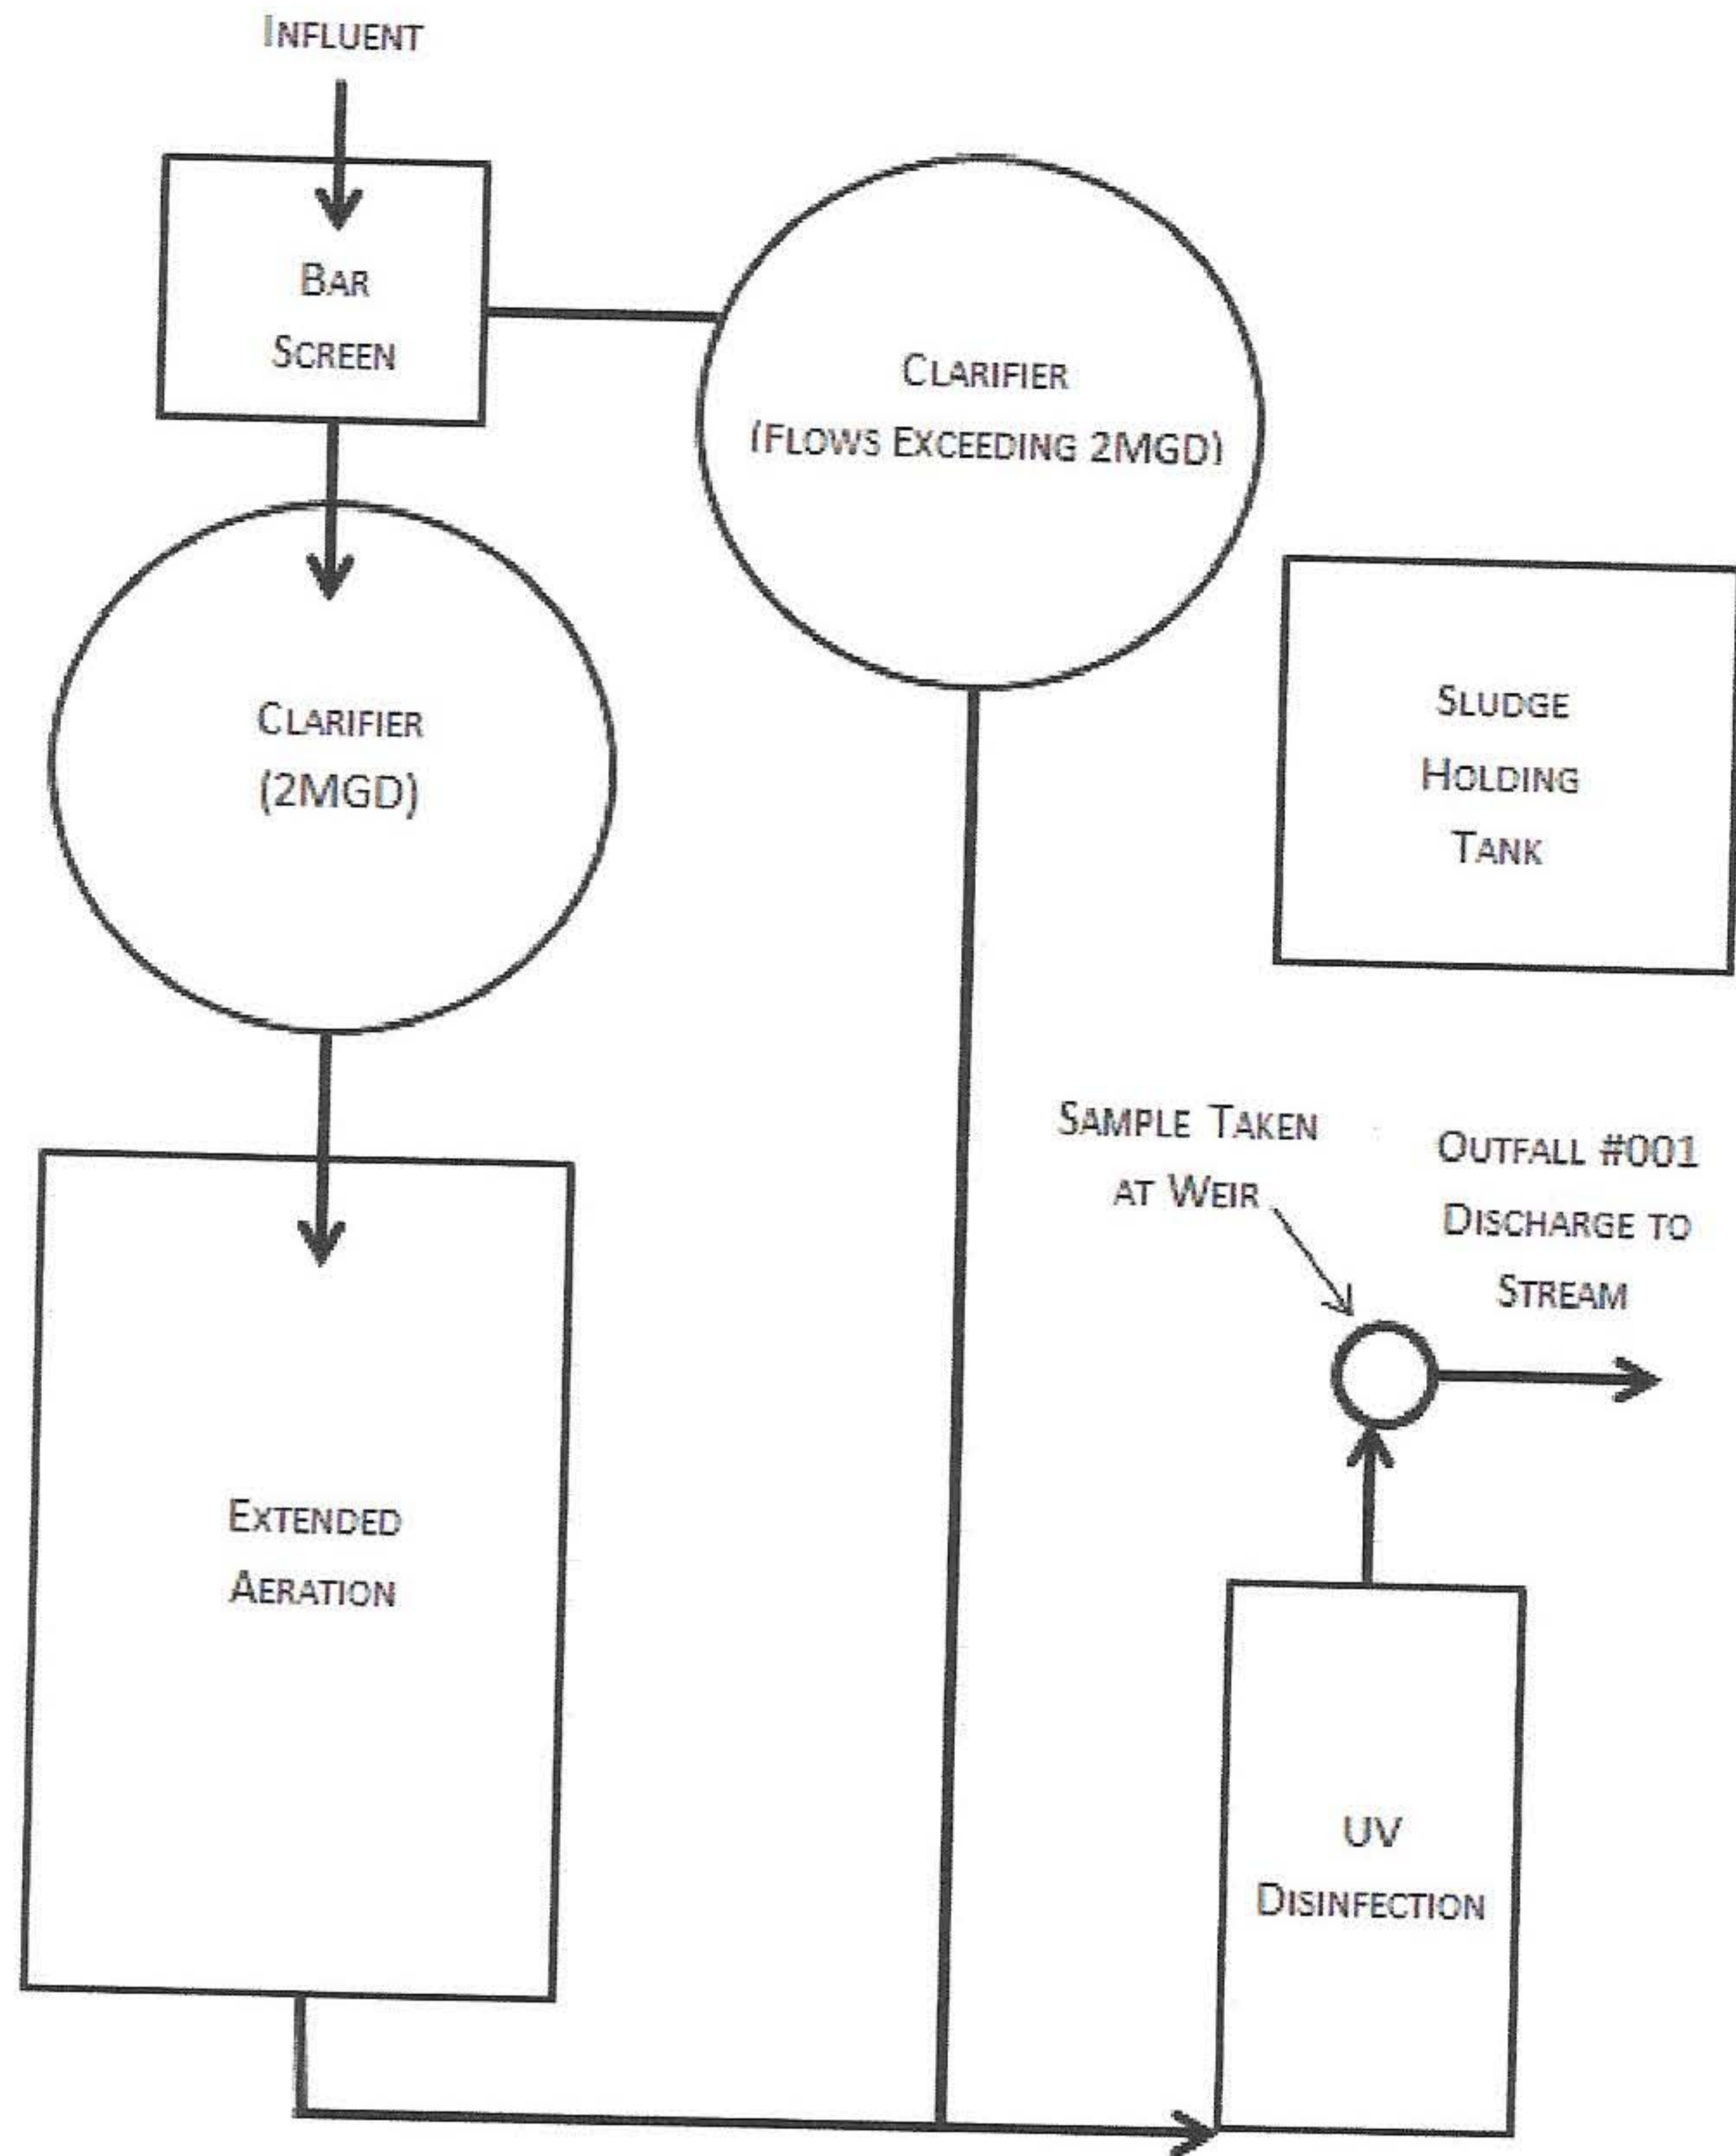 INFLUENT
BAR
SCREEN
CLARIFIER
(FLOWS EXCEEDING 2MGD)
CLARIFIER
(2MGD)
SLUDGE
HOLDING
TANK
SAMPLE TAKEN
AT WEIR
OUTFALL #001
DISCHARGE TO
STREAM
EXTENDED
AERATION
UV
DISINFECTION